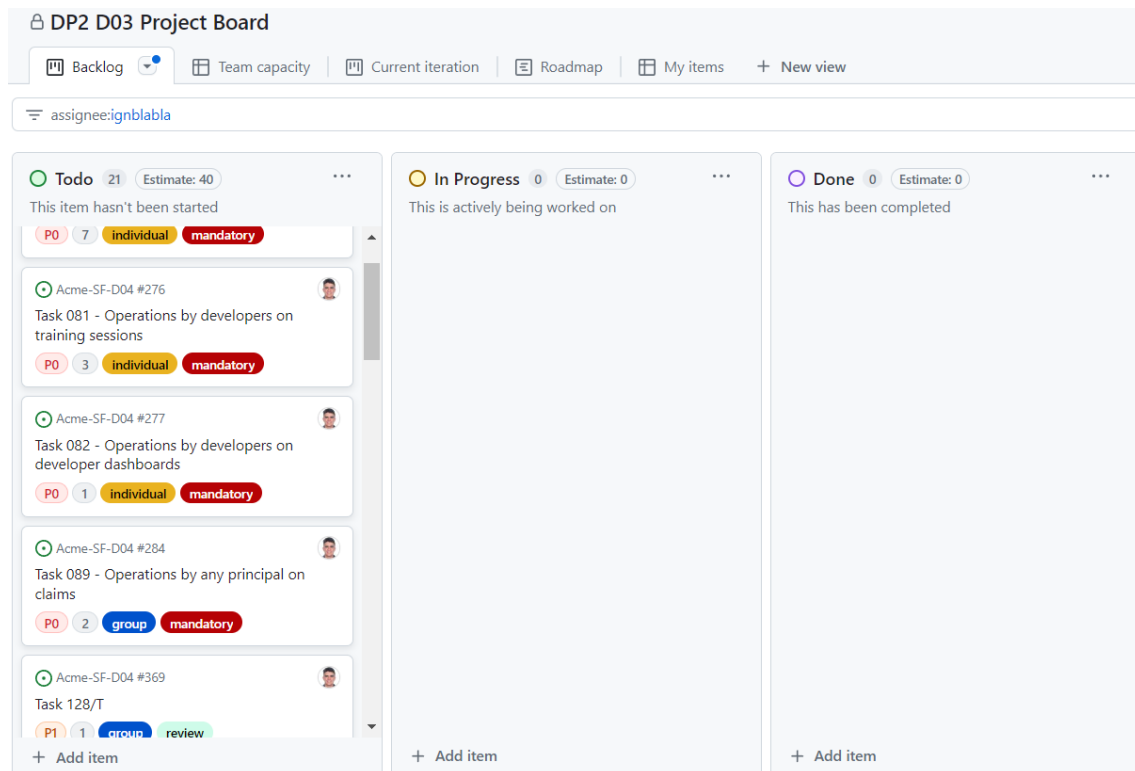 DP2 D03 Project Board
Backlog
Team capacity
Current iteration
Roadmap
My items
+ New view
assignee:ignblabla
Todo 21 Estimate: 40 ...
This item hasn't been started
P0 7 individual mandatory
Acme-SF-D04 #276
Task 081 - Operations by developers on
training sessions
P0 3 individual mandatory
Acme-SF-D04 #277
Task 082 - Operations by developers on
developer dashboards
P0 1 individual mandatory
Acme-SF-D04 #284
Task 089 - Operations by any principal on
claims
P0 2 group mandatory
Acme-SF-D04 #369
Task 128/T
P1 1 group review
+ Add item
In Progress 0 Estimate: 0 ...
This is actively being worked on
+ Add item
Done 0 Estimate: 0 ...
This has been completed
+ Add item